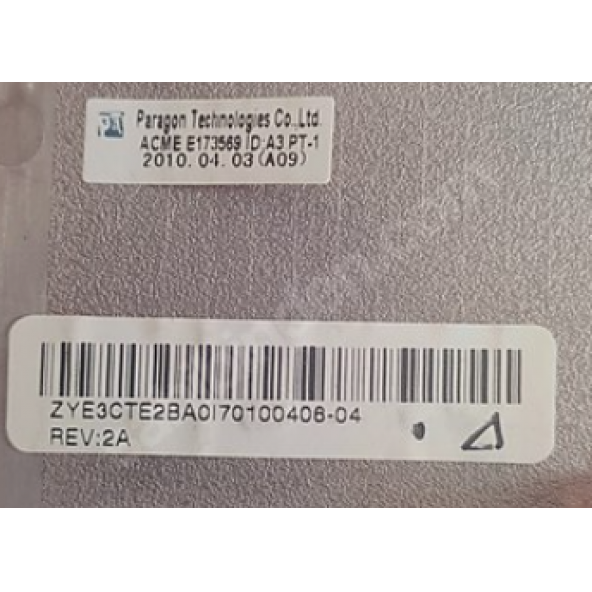 Paragon Technologies Co.,Ltd.
ACME E173569 ID:A3 PT-1
2010. 04. 03 (A09)
ZYE3CTE2BA0I70100406-04
REV:2A